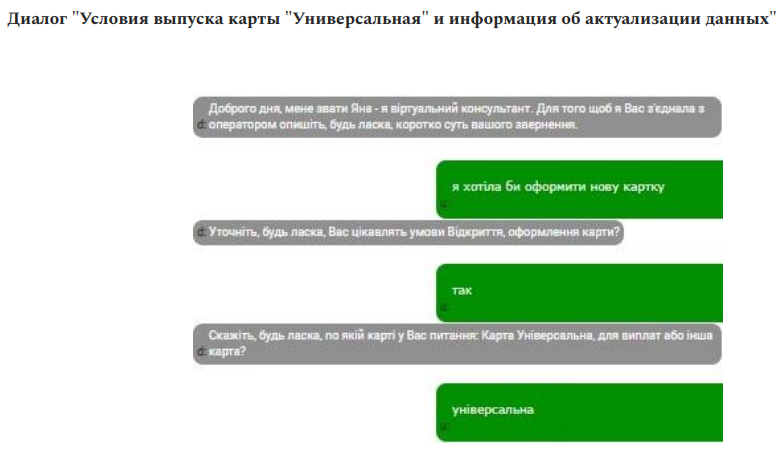 Диалог "Условия выпуска карты "Универсальная" и информация об актуализации данных"
Доброго дня, мене звати Яна - я віртуальний консультант. Для того щоб я Вас з'єднала з
d: оператором опишіть, будь ласка, коротко суть вашого звернення.
я хотіла би оформити нову картку
u:
d: Уточніть, будь ласка, Вас цікавлять умови Відкриття, оформлення карти?
так
u:
Скажіть, будь ласка, по якій карті у Вас питання: Карта Універсальна, для виплат або інша
d: карта?
універсальна
u: